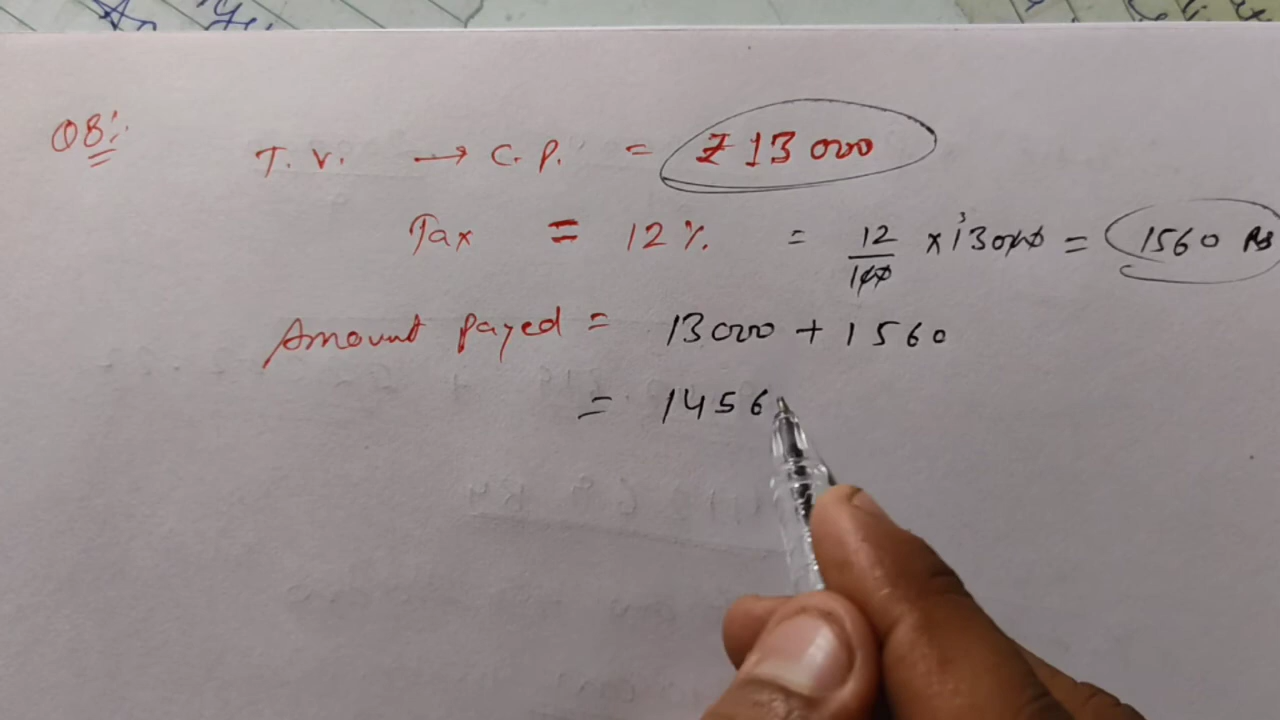 Q8:
T.V. → C.P. = ₹13000
Tax = 12% = 12/100 × 13000 = 1560 Rs
Amount payed = 13000 + 1560
= 1456